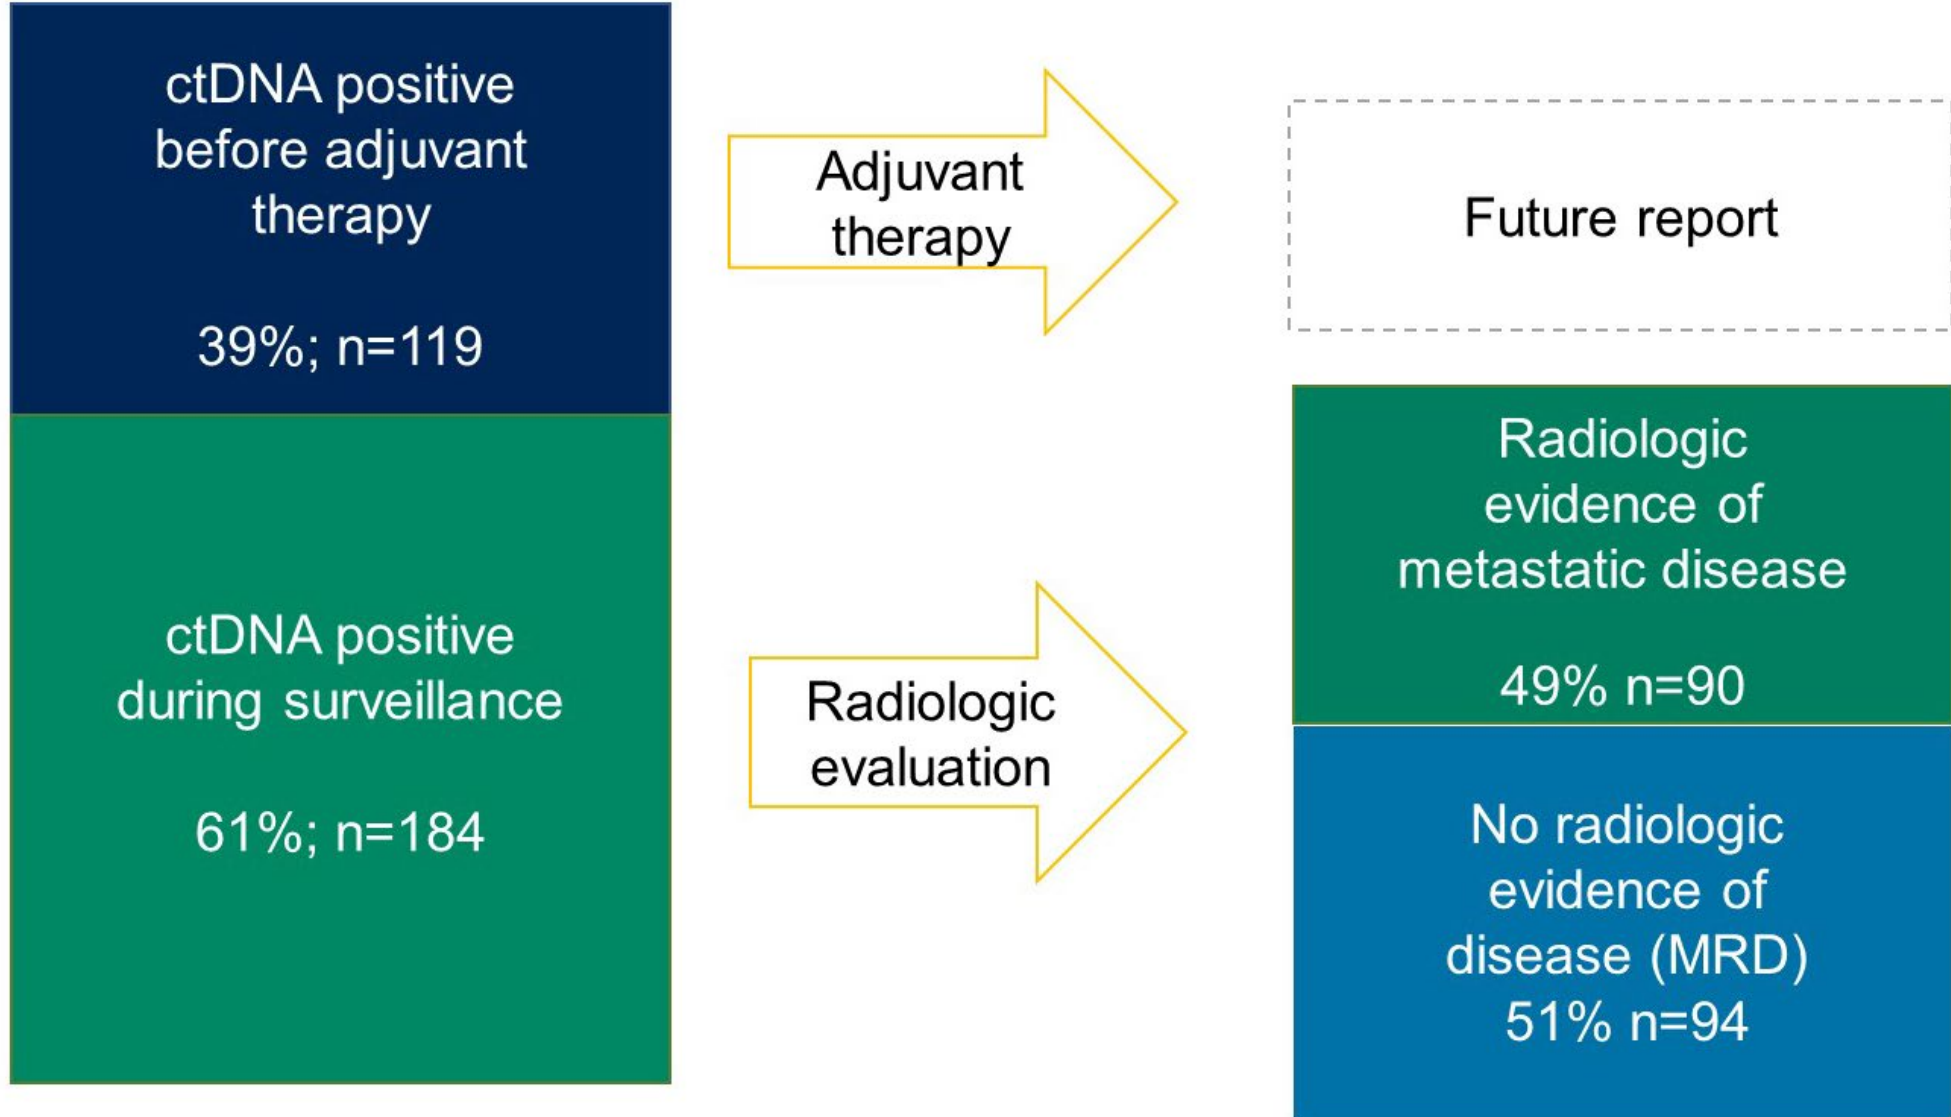 ctDNA positive
before adjuvant
therapy
39%; n=119
Adjuvant
therapy
Future report
ctDNA positive
during surveillance
61%; n=184
Radiologic
evaluation
Radiologic
evidence of
metastatic disease
49% n=90
No radiologic
evidence of
disease (MRD)
51% n=94